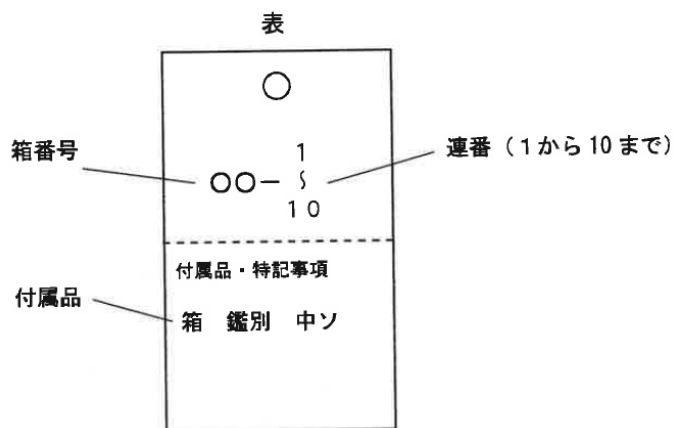 表
箱番号
○○－
1
～
10
連番（1から10まで）
付属品・特記事項
付属品
箱　鑑別　中ソ